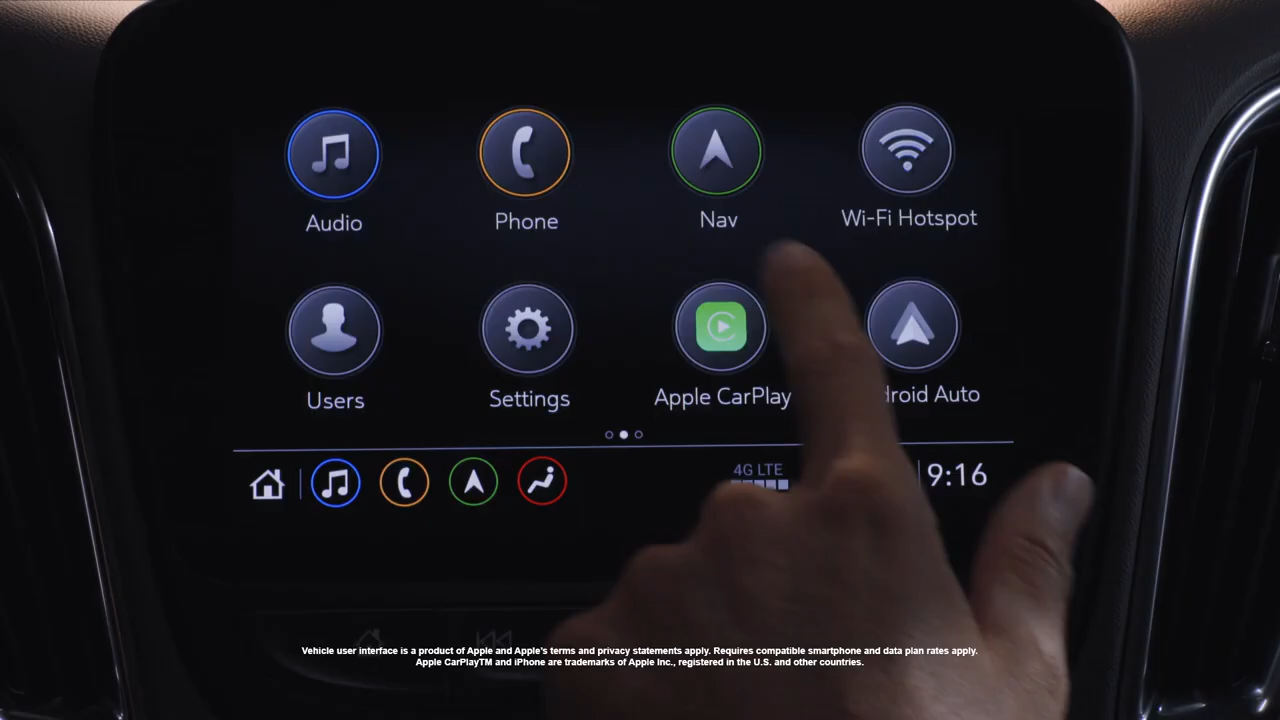 Audio
Phone
Nav
Wi-Fi Hotspot
Users
Settings
Apple CarPlay
Auto
4G LTE
9:16
Vehicle user interface is a product of Apple and Apple's terms and privacy statements apply. Requires compatible smartphone and data plan rates apply.
Apple CarPlayTM and iPhone are trademarks of Apple Inc., registered in the U.S. and other countries.